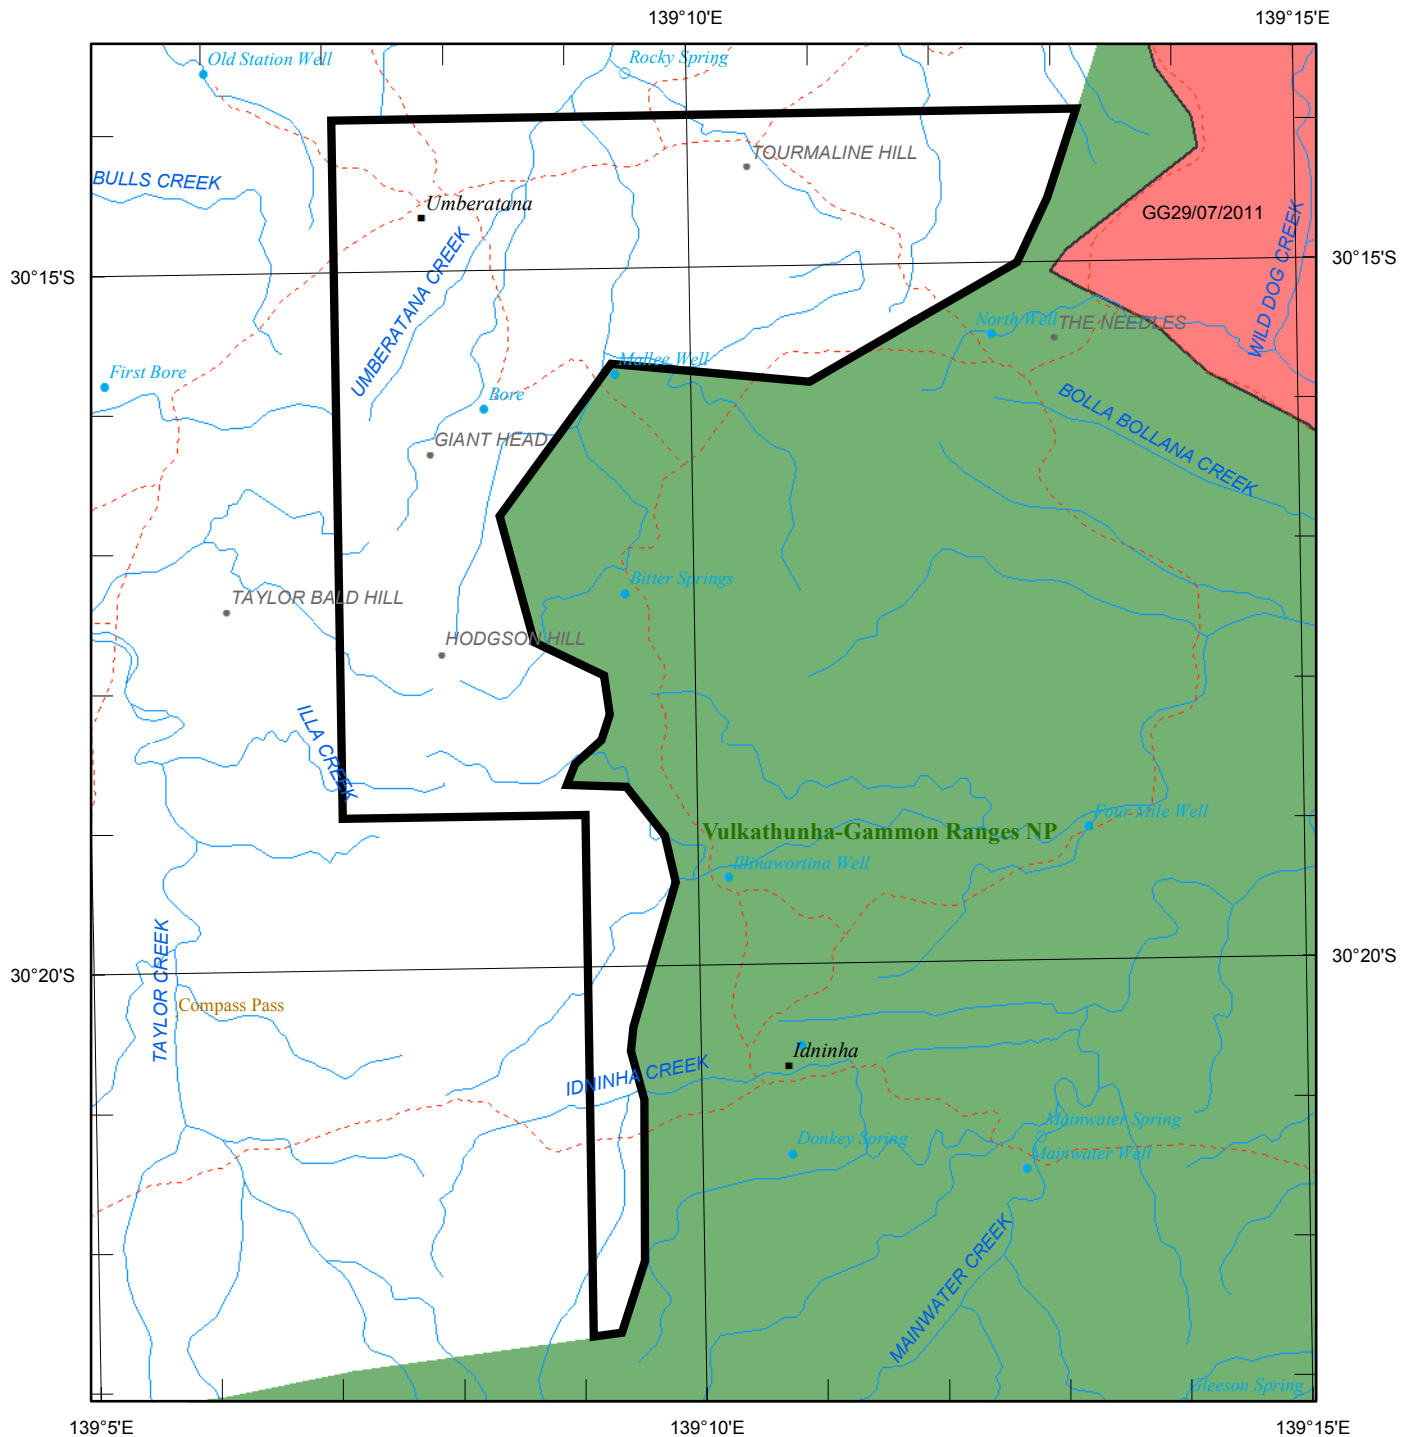 139°10'E
139°15'E
Old Station Well
Rocky Spring
TOURMALINE HILL
BULLS CREEK
Umberatana
GG29/07/2011
WILD DOG CREEK
UMBERATANA CREEK
30°15'S
30°15'S
North Well
THE NEEDLES
Mallee Well
First Bore
Bore
BOLLA BOLLANA CREEK
GIANT HEAD
Bitter Springs
TAYLOR BALD HILL
HODGSON HILL
ILLA CREEK
Four Mile Well
Vulkathunha-Gammon Ranges NP
Illinawortina Well
TAYLOR CREEK
30°20'S
30°20'S
Compass Pass
Idninha
IDNINHA CREEK
Mainwater Spring
Donkey Spring
Mainwater Well
MAINWATER CREEK
Gleeson Spring
139°5'E
139°10'E
139°15'E